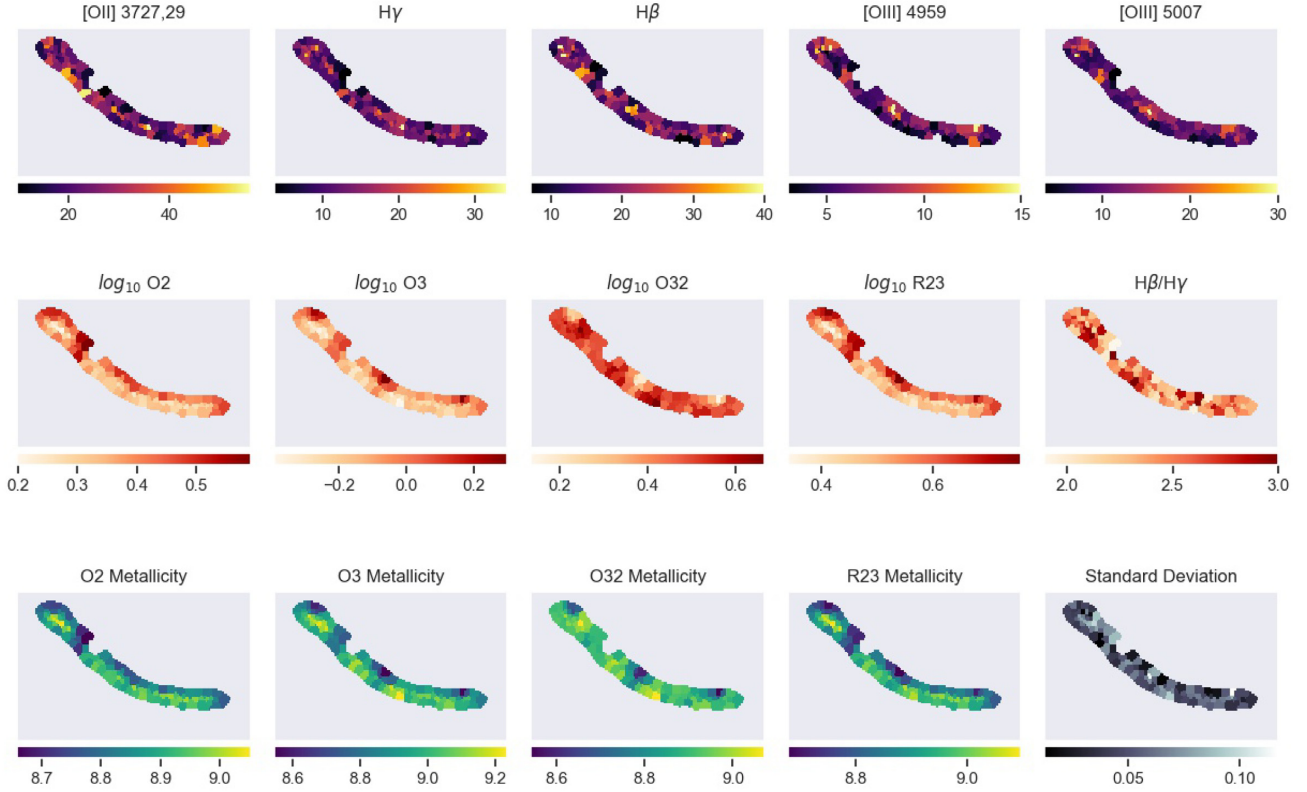 [OII] 3727,29 Hγ Hβ [OIII] 4959 [OIII] 5007
20 40 10 20 30 10 20 30 40 5 10 15 10 20 30
log₁₀ O2 log₁₀ O3 log₁₀ O32 log₁₀ R23 Hβ/Hγ
0.2 0.3 0.4 0.5 −0.2 0.0 0.2 0.2 0.4 0.6 0.4 0.6 2.0 2.5 3.0
O2 Metallicity O3 Metallicity O32 Metallicity R23 Metallicity Standard Deviation
8.7 8.8 8.9 9.0 8.6 8.8 9.0 9.2 8.6 8.8 9.0 8.8 9.0 0.05 0.10